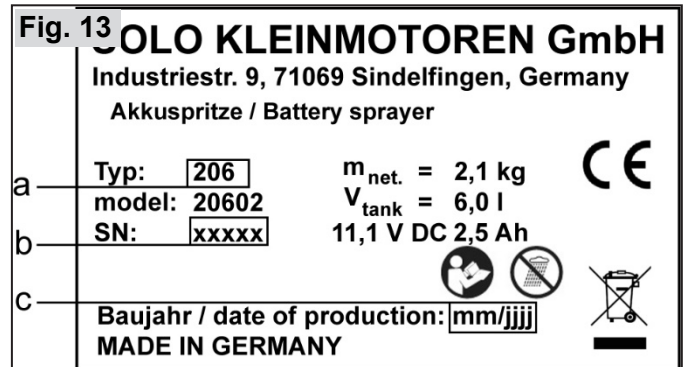 Fig. 13
SOLO KLEINMOTOREN GmbH
Industriestr. 9, 71069 Sindelfingen, Germany
Akkuspritze / Battery sprayer
a
Typ: 206 m net. = 2,1 kg
model: 20602 V tank = 6,0 l
b
SN: xxxxx 11,1 V DC 2,5 Ah
CE
c
Baujahr / date of production: mm/jjjj
MADE IN GERMANY